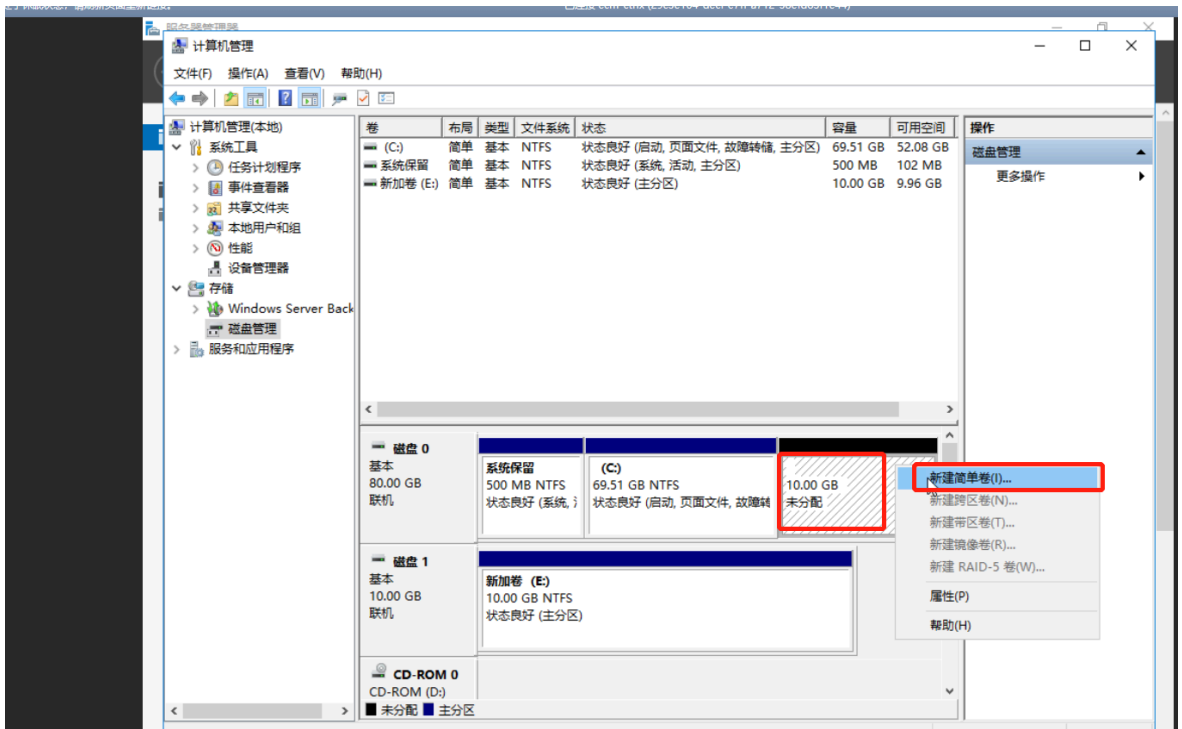 服务器管理器
计算机管理
文件(F) 操作(A) 查看(V) 帮助(H)
计算机管理(本地)
系统工具
任务计划程序
事件查看器
共享文件夹
本地用户和组
性能
设备管理器
存储
Windows Server Back
磁盘管理
服务和应用程序
卷 布局 类型 文件系统 状态 容量 可用空间
(C:) 简单 基本 NTFS 状态良好 (启动, 页面文件, 故障转储, 主分区) 69.51 GB 52.08 GB
系统保留 简单 基本 NTFS 状态良好 (系统, 活动, 主分区) 500 MB 102 MB
新加卷 (E:) 简单 基本 NTFS 状态良好 (主分区) 10.00 GB 9.96 GB
操作
磁盘管理
更多操作
磁盘 0
基本
80.00 GB
联机
系统保留
500 MB NTFS
状态良好 (系统,
(C:)
69.51 GB NTFS
状态良好 (启动, 页面文件, 故障转
10.00 GB
未分配
新建简单卷(I)...
新建跨区卷(N)...
新建带区卷(T)...
新建镜像卷(R)...
新建 RAID-5 卷(W)...
属性(P)
帮助(H)
磁盘 1
基本
10.00 GB
联机
新加卷 (E:)
10.00 GB NTFS
状态良好 (主分区)
CD-ROM 0
CD-ROM (D:)
未分配 主分区